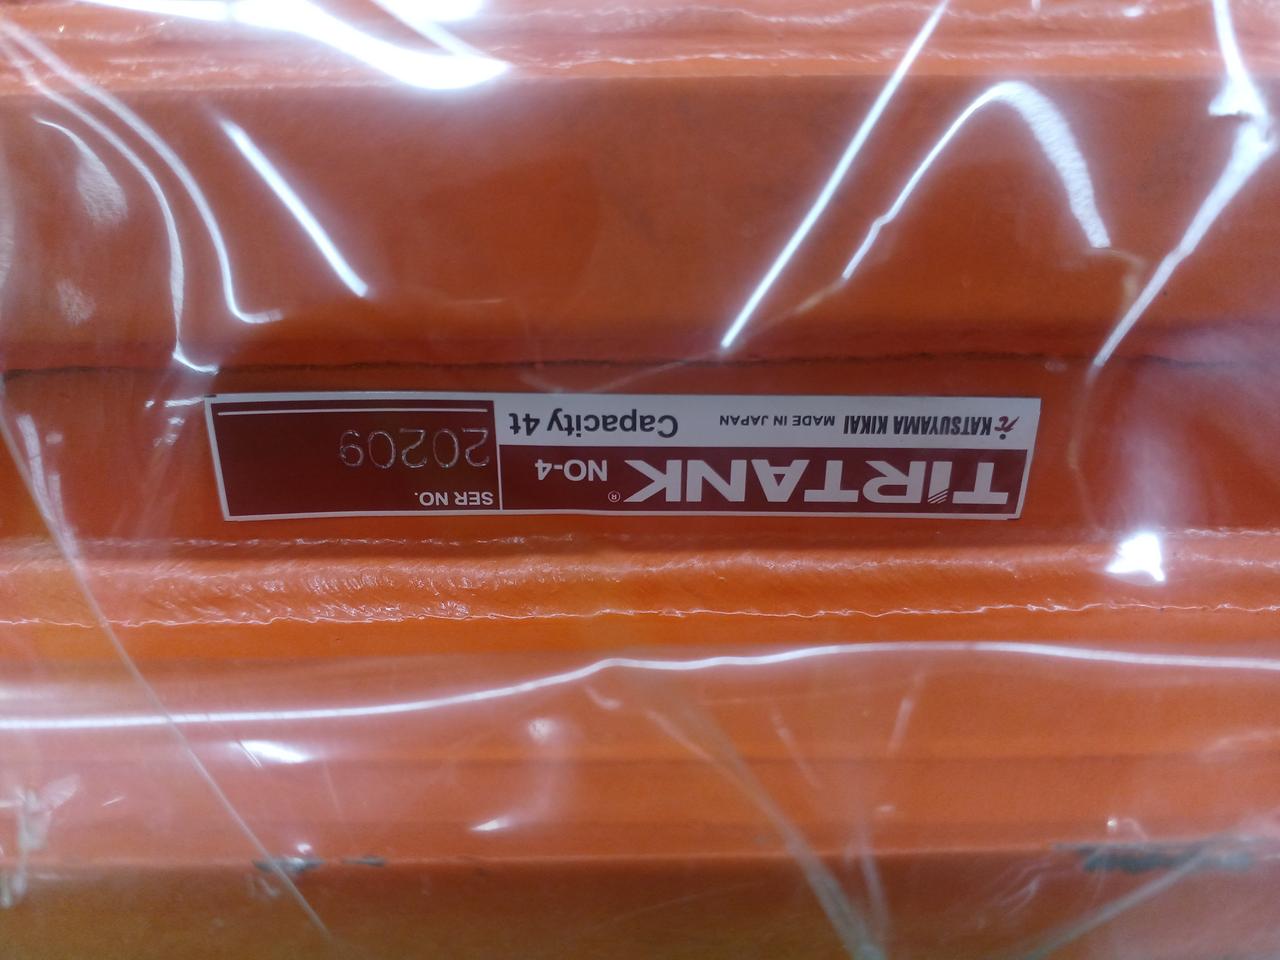 TIRTANK® NO-4
KATSUYAMA KIKAI MADE IN JAPAN Capacity 4t
SER NO.
20209